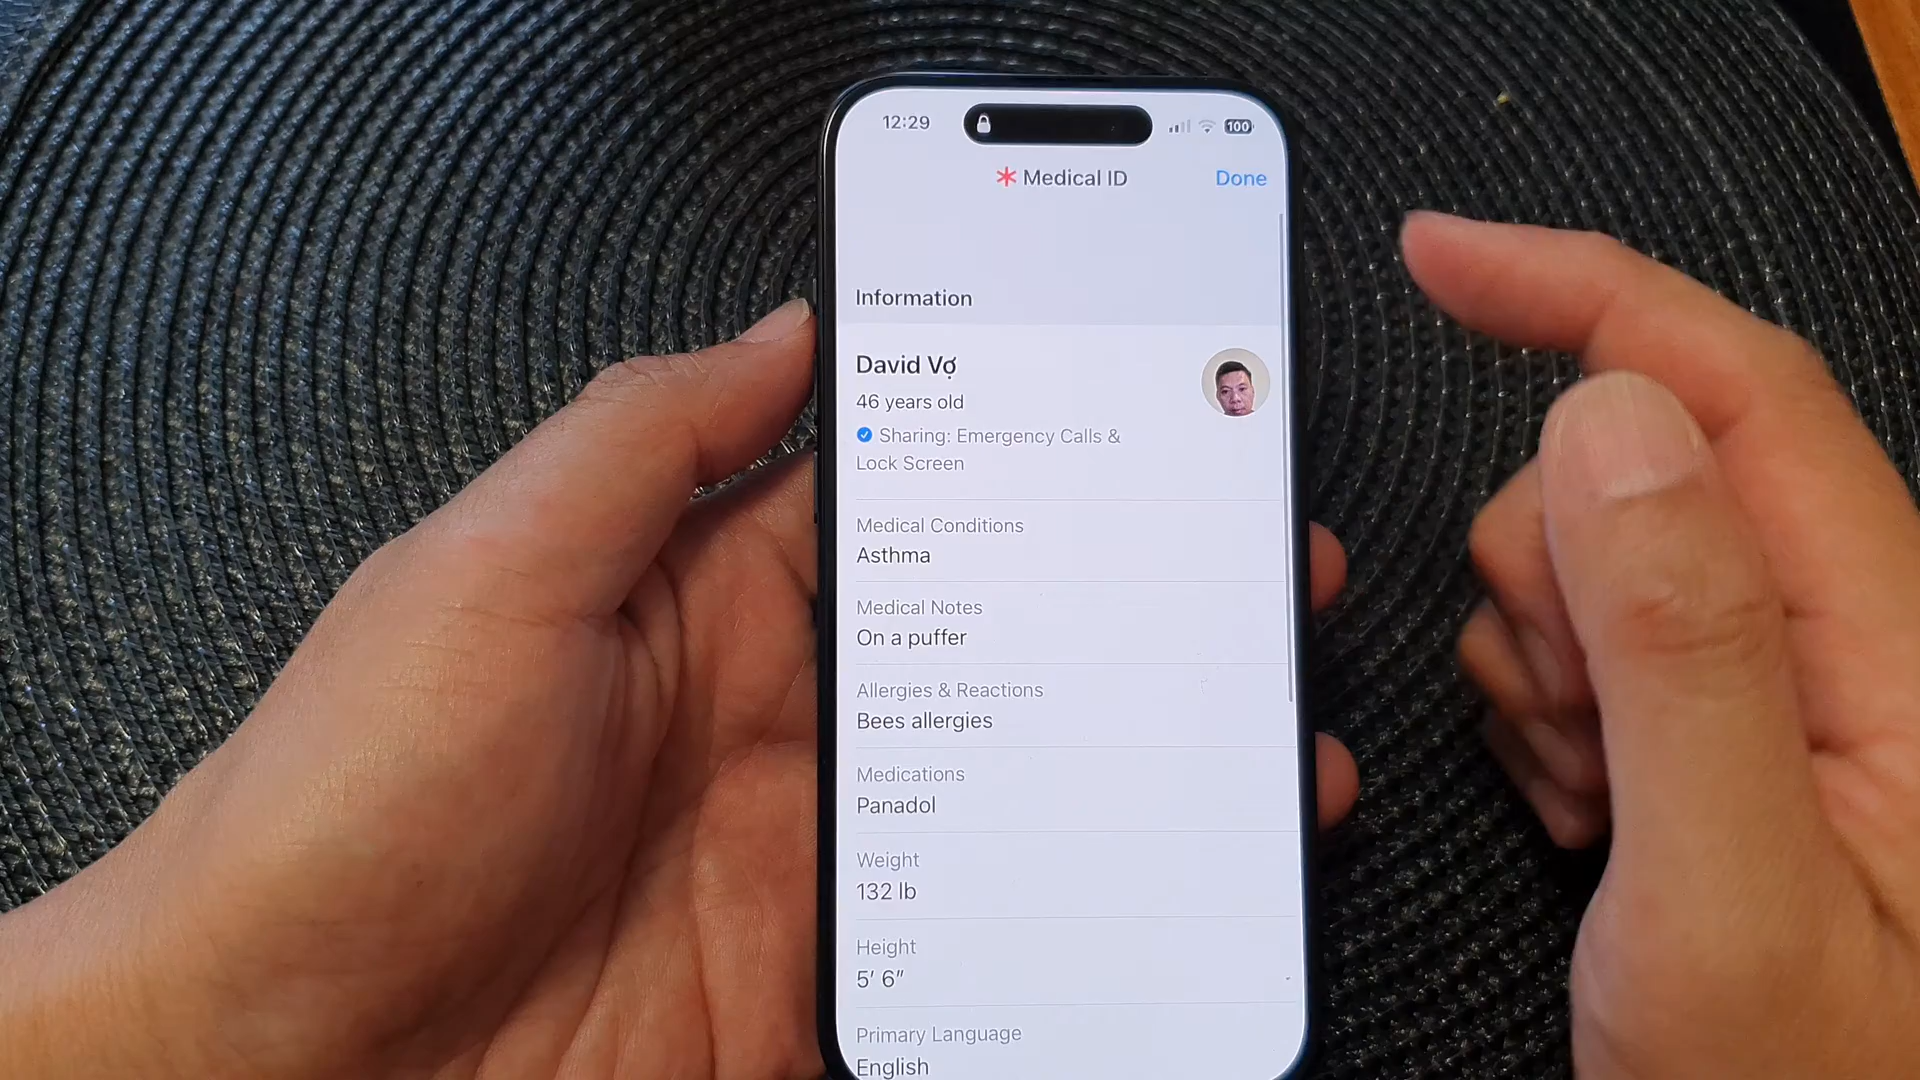 12:29
100
Medical ID
Done
Information
David Vợ
46 years old
Sharing: Emergency Calls &
Lock Screen
Medical Conditions
Asthma
Medical Notes
On a puffer
Allergies & Reactions
Bees allergies
Medications
Panadol
Weight
132 lb
Height
5′ 6″
Primary Language
English